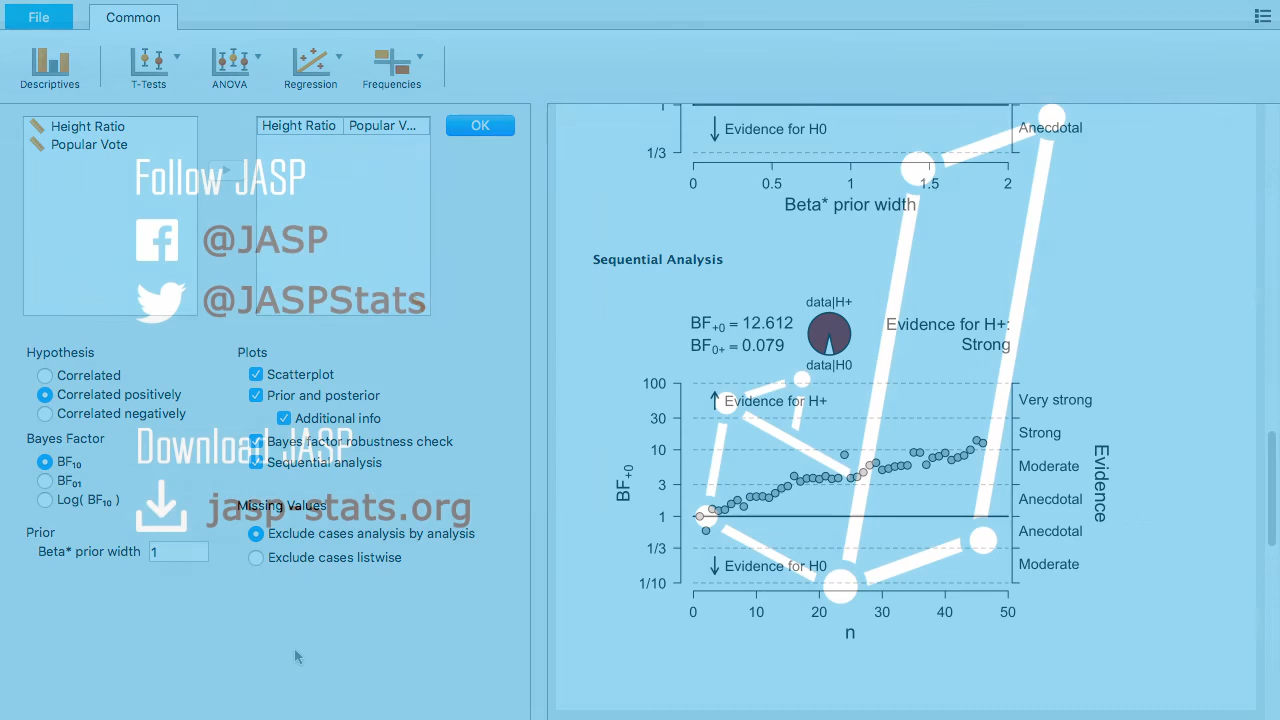 File
Common
Descriptives
T-Tests
ANOVA
Regression
Frequencies
Height Ratio
Popular Vote
Height Ratio
Popular V...
OK
Follow JASP
@JASP
@JASPStats
Hypothesis
Correlated
Correlated positively
Correlated negatively
Bayes Factor
BF₁₀
BF₀₁
Log( BF₁₀ )
Prior
Beta* prior width 1
Plots
Scatterplot
Prior and posterior
Additional info
Bayes factor robustness check
Sequential analysis
Missing Values
Exclude cases analysis by analysis
Exclude cases listwise
Download JASP
jasp-stats.org
1
Evidence for H0
1/3
Anecdotal
0 0.5 1 1.5 2
Beta* prior width
Sequential Analysis
data|H+
BF₊₀ = 12.612
BF₀₊ = 0.079
data|H0
Evidence for H+:
Strong
100
30
10
3
1
1/3
1/10
BF₊₀
Evidence for H+
Evidence for H0
Very strong
Strong
Moderate
Anecdotal
Anecdotal
Moderate
Evidence
0 10 20 30 40 50
n